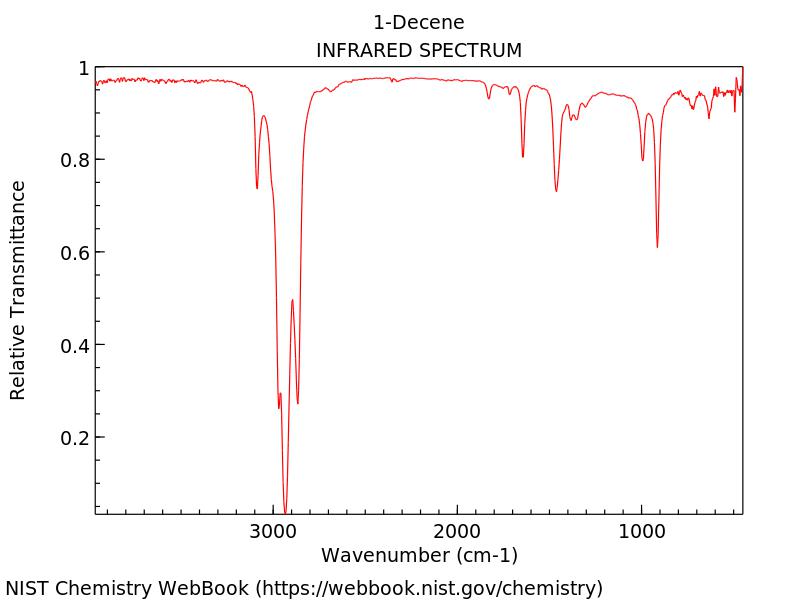 1-Decene
INFRARED SPECTRUM
1
0.8
0.6
0.4
0.2
Relative Transmittance
3000 2000 1000
Wavenumber (cm-1)
NIST Chemistry WebBook (https://webbook.nist.gov/chemistry)